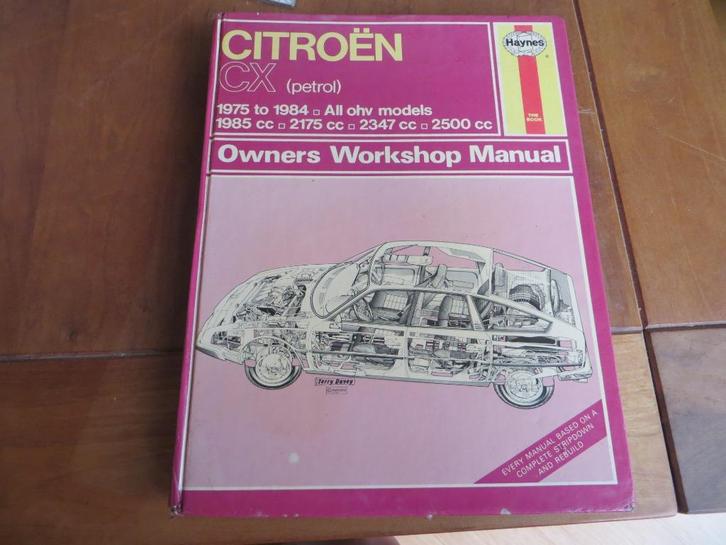 CITROËN
Haynes
CX (petrol)
1975 to 1984 ▫ All ohv models
1985 cc ▫ 2175 cc ▫ 2347 cc ▫ 2500 cc
THE
BOOK
Owners Workshop Manual
Terry Davey
EVERY MANUAL BASED ON A
COMPLETE STRIPDOWN
AND REBUILD